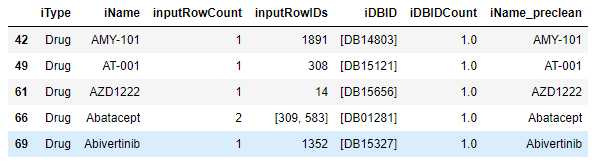 iType iName inputRowCount inputRowIDs iDBID iDBIDCount iName_preclean
42 Drug AMY-101 1 1891 [DB14803] 1.0 AMY-101
49 Drug AT-001 1 308 [DB15121] 1.0 AT-001
61 Drug AZD1222 1 14 [DB15656] 1.0 AZD1222
66 Drug Abatacept 2 [309, 583] [DB01281] 1.0 Abatacept
69 Drug Abivertinib 1 1352 [DB15327] 1.0 Abivertinib